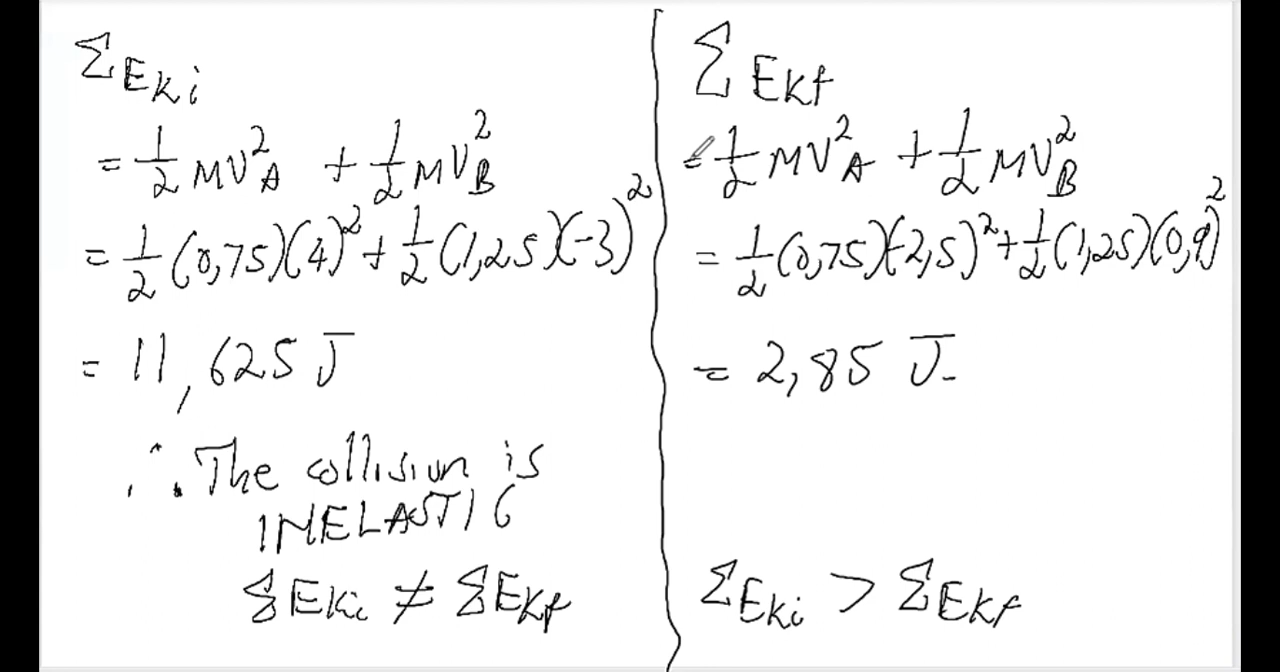 ΣEki
= 1/2 MV²A + 1/2 MV²B
= 1/2 (0,75)(4)² + 1/2 (1,25)(-3)²
= 11,625 J
∴ The collision is
INELASTIC
ΣEki ≠ ΣEkf
ΣEkf
= 1/2 MV²A + 1/2 MV²B
= 1/2 (0,75)(-2,5)² + 1/2 (1,25)(0,9)²
= 2,85 J
ΣEki > ΣEkf